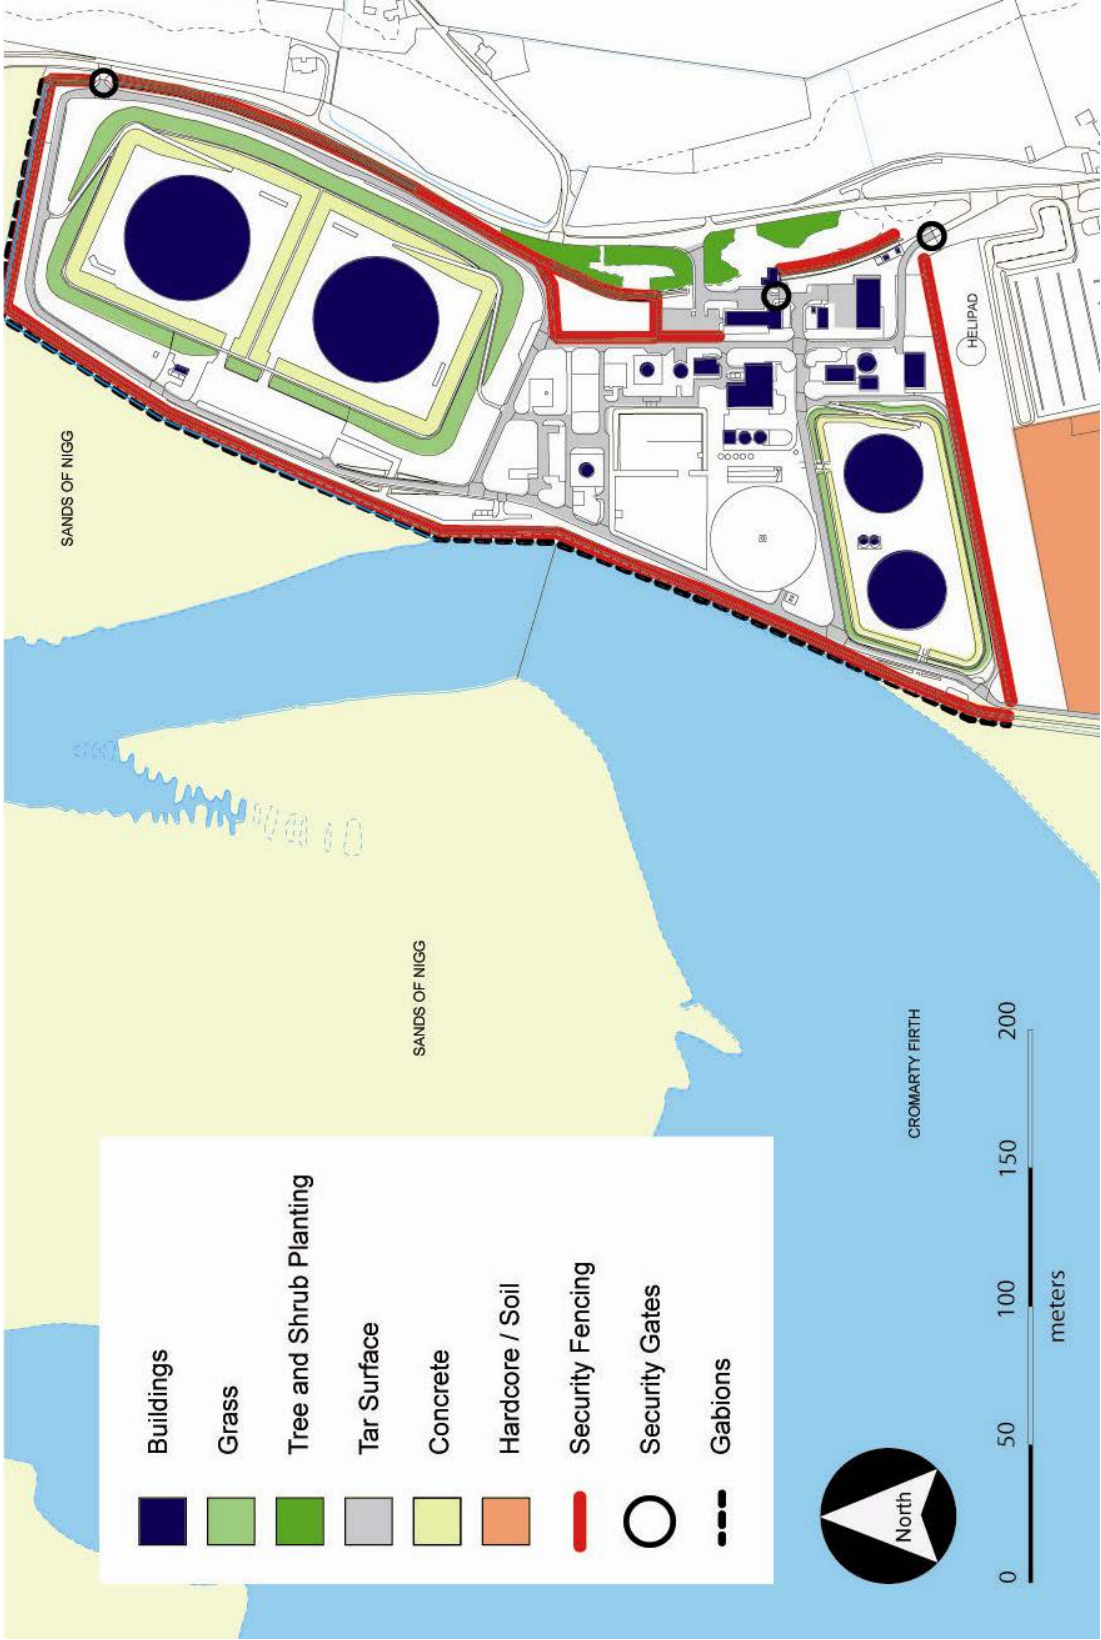 SANDS OF NIGG
HELIPAD
SANDS OF NIGG
CROMARTY FIRTH
Buildings
Grass
Tree and Shrub Planting
Tar Surface
Concrete
Hardcore / Soil
Security Fencing
Security Gates
Gabions
North
0 50 100 150 200
meters